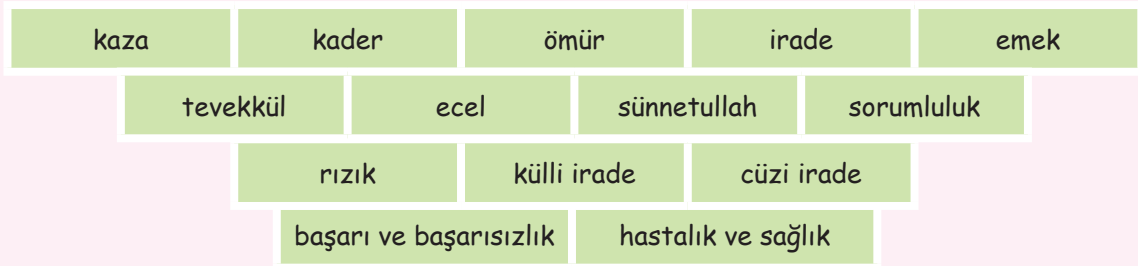 kaza kader ömür irade emek
tevekkül ecel sünnetullah sorumluluk
rızık külli irade cüzi irade
başarı ve başarısızlık hastalık ve sağlık